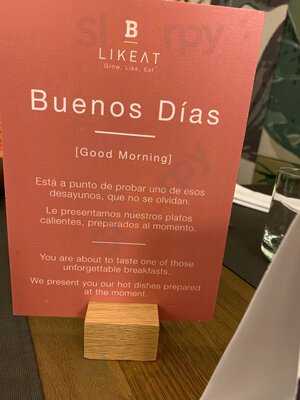 B
LIKEAT
Glow, Like, Eat
Buenos Días
[Good Morning]
Está a punto de probar uno de esos
desayunos, que no se olvidan.
Le presentamos nuestros platos
calientes, preparados al momento.
You are about to taste one of those
unforgettable breakfasts.
We present you our hot dishes prepared
at the moment.